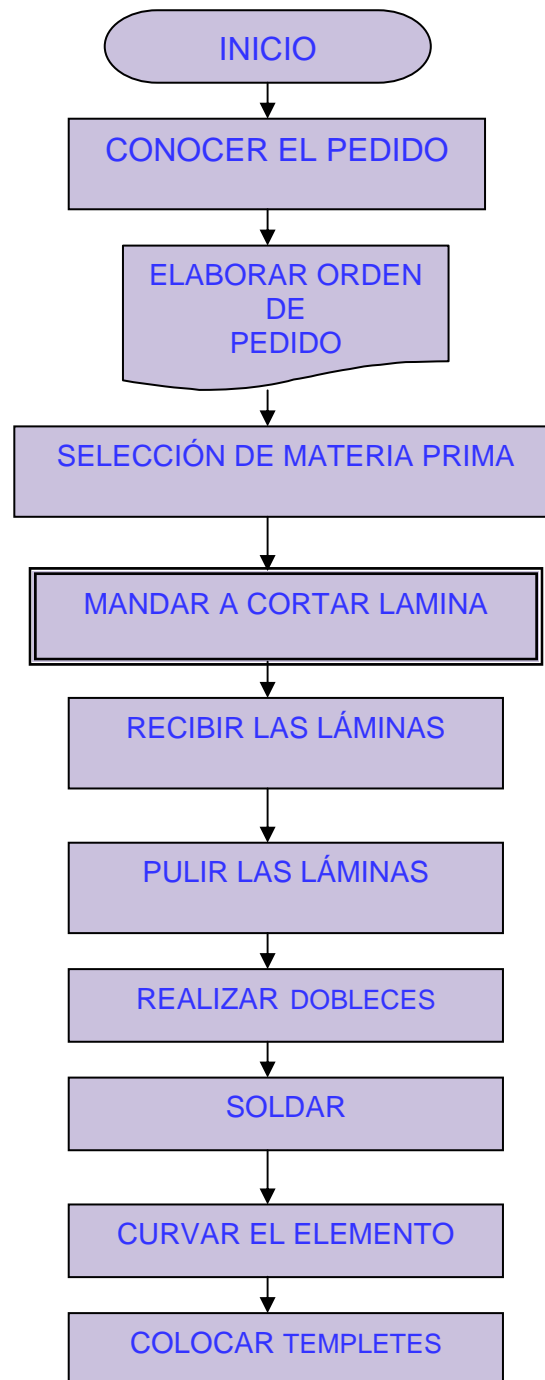 INICIO
CONOCER EL PEDIDO
ELABORAR ORDEN
DE
PEDIDO
SELECCIÓN DE MATERIA PRIMA
MANDAR A CORTAR LAMINA
RECIBIR LAS LÁMINAS
PULIR LAS LÁMINAS
REALIZAR DOBLECES
SOLDAR
CURVAR EL ELEMENTO
COLOCAR TEMPLETES